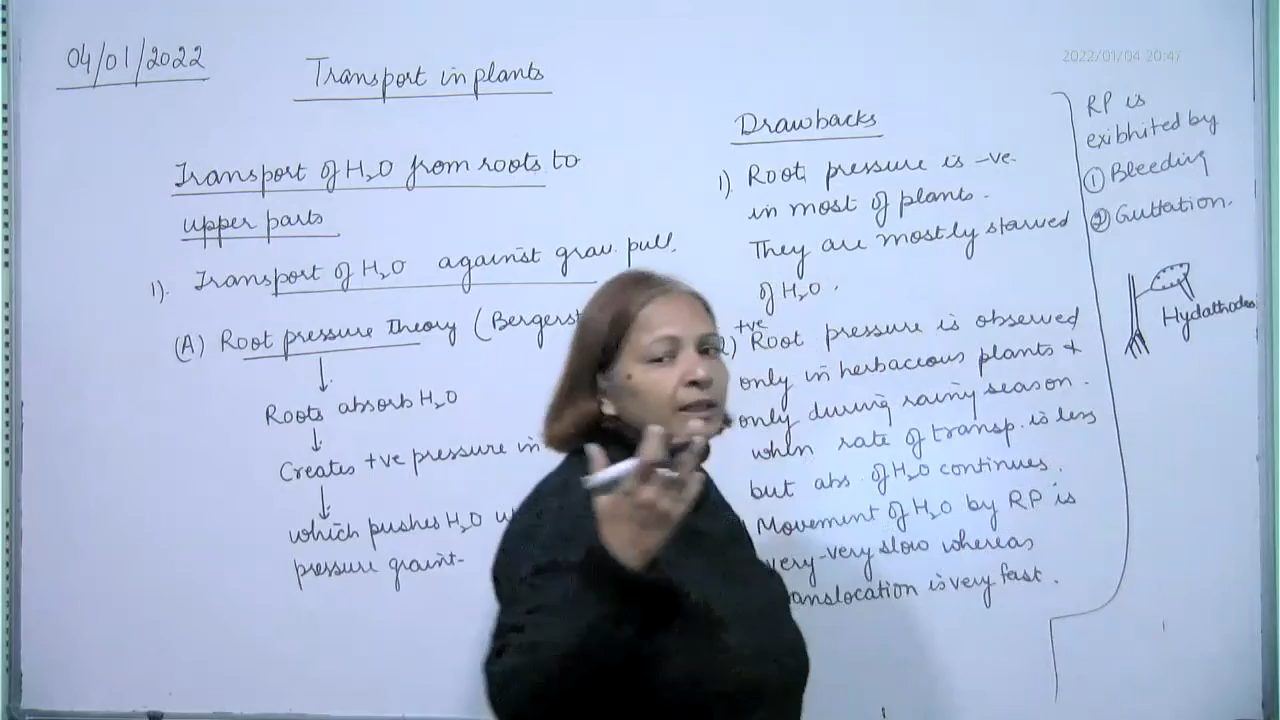 04/01/2022
Transport in plants
2022/01/04 20:47
Transport of H₂O from roots to
upper parts
1). Transport of H₂O against grav. pull.
(A) Root pressure Theory (Bergerst
↓
Roots absorb H₂O
↓
Creates +ve pressure in
↓
which pushes H₂O
pressure graint-
Drawbacks
1). Root pressure is -ve.
in most of plants.
They are mostly starved
of H₂O.
+ve
2) Root pressure is observed
only in herbaceous plants &
only during rainy season.
when rate of transp. is less
but abs. of H₂O continues.
Movement of H₂O by RP is
very-very slow whereas
anslocation is very fast.
RP is
exibhited by
① Bleeding
② Guttation.
Hydathodes